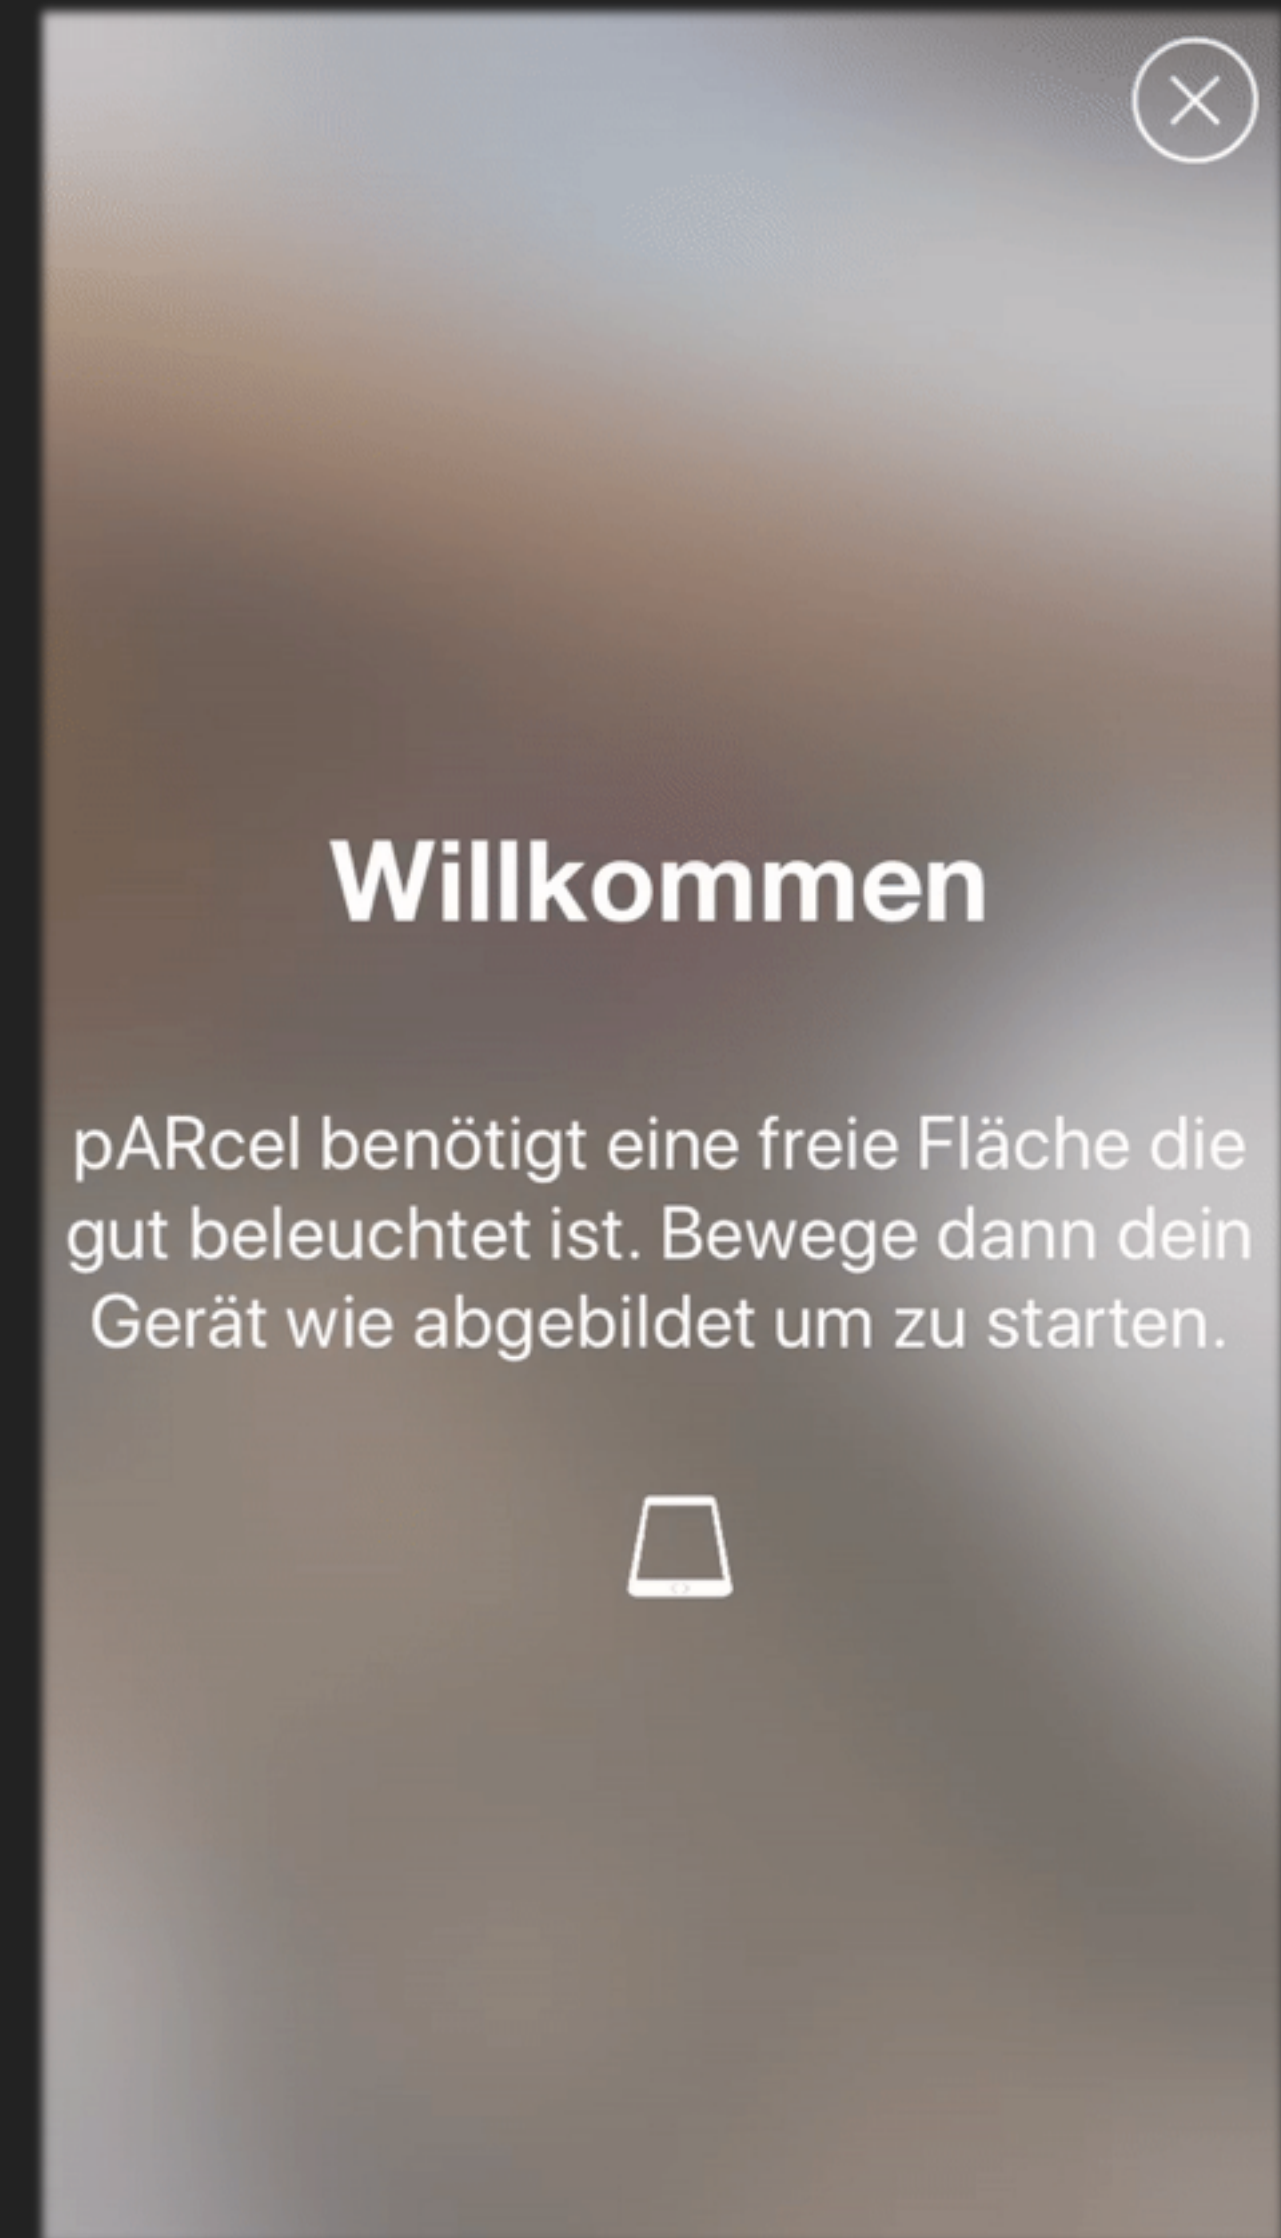 Willkommen
pARcel benötigt eine freie Fläche die
gut beleuchtet ist. Bewege dann dein
Gerät wie abgebildet um zu starten.